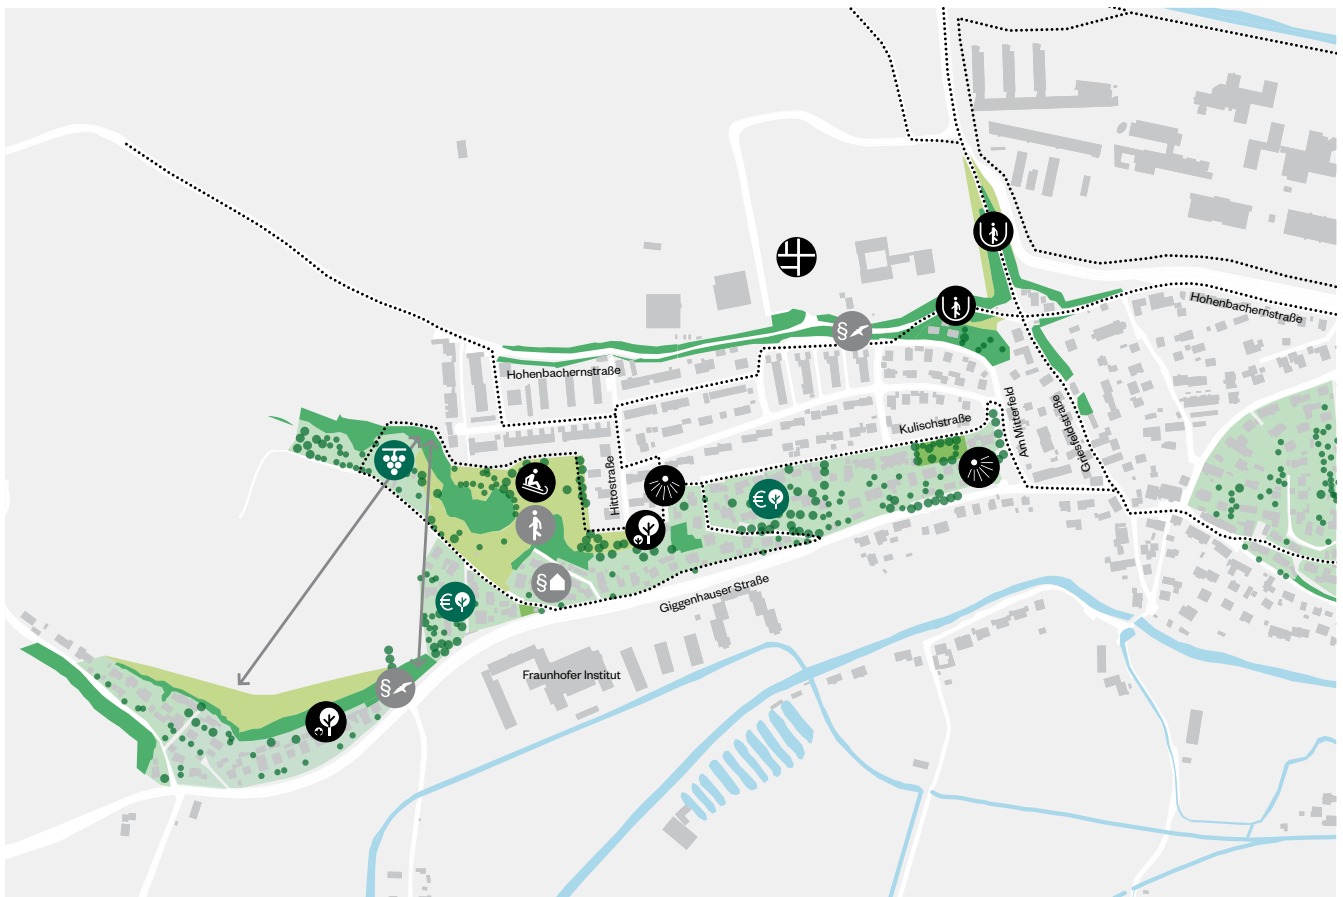 Hohenbachernstraße
§
Hohenbachernstraße
Am Mitterfeld
Griesfeldstraße
Kulischstraße
Hittostraße
€
§
€
Giggenhauser Straße
Fraunhofer Institut
§